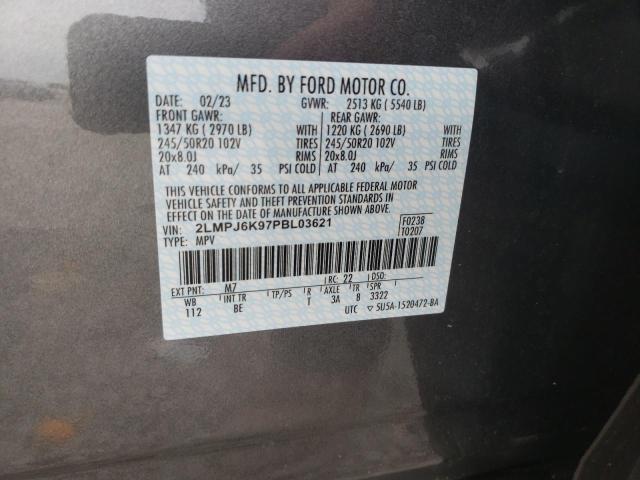 MFD. BY FORD MOTOR CO.
DATE: 02/23 GVWR: 2513 KG ( 5540 LB)
FRONT GAWR: REAR GAWR:
1347 KG ( 2970 LB) WITH 1220 KG ( 2690 LB) WITH
245/50R20 102V TIRES 245/50R20 102V TIRES
20x8.0J RIMS 20x8.0J RIMS
AT 240 kPa/ 35 PSI COLD AT 240 kPa/ 35 PSI COLD
THIS VEHICLE CONFORMS TO ALL APPLICABLE FEDERAL MOTOR
VEHICLE SAFETY AND THEFT PREVENTION STANDARDS IN
EFFECT ON THE DATE OF MANUFACTURE SHOWN ABOVE.
VIN: 2LMPJ6K97PBL03621 F0238
TYPE: MPV T0207
EXT PNT: M7 RC: 22 DSO:
WB INT TR TP/PS R AXLE TR SPR
112 BE T 3A 8 3322
UTC ▽ SU5A-1520472-BA